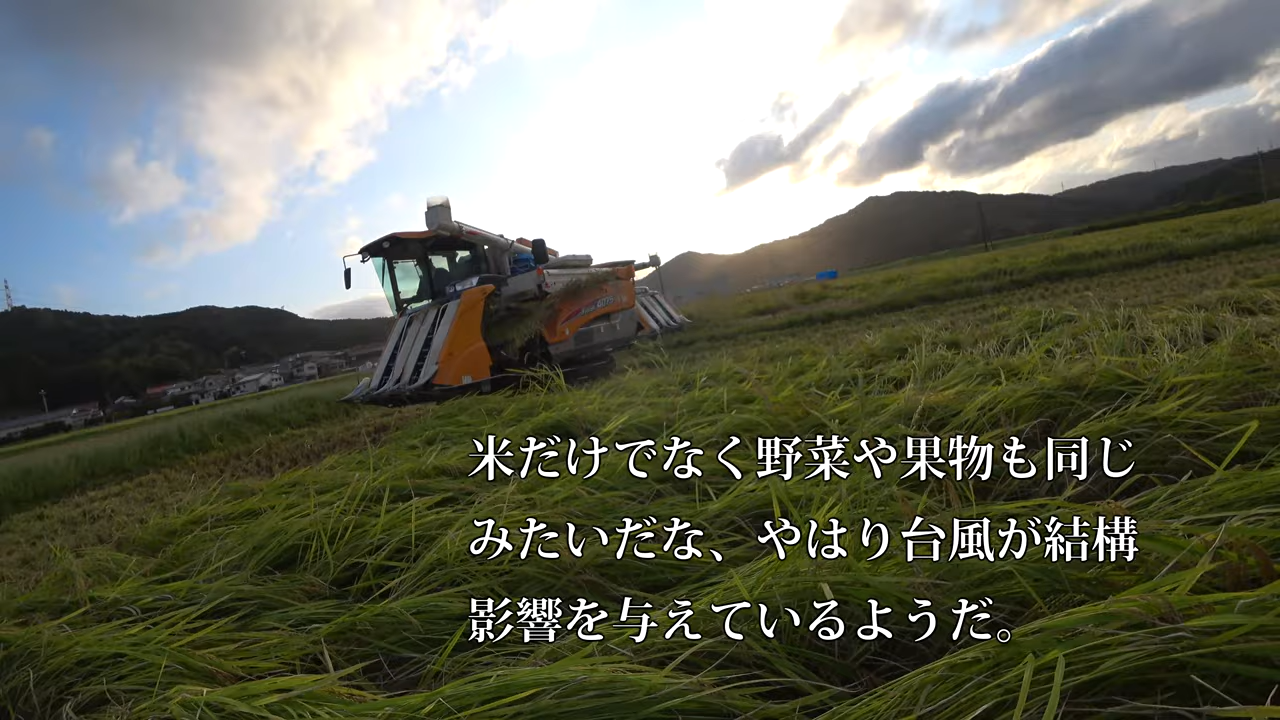 米だけでなく野菜や果物も同じ
みたいだな、やはり台風が結構
影響を与えているようだ。